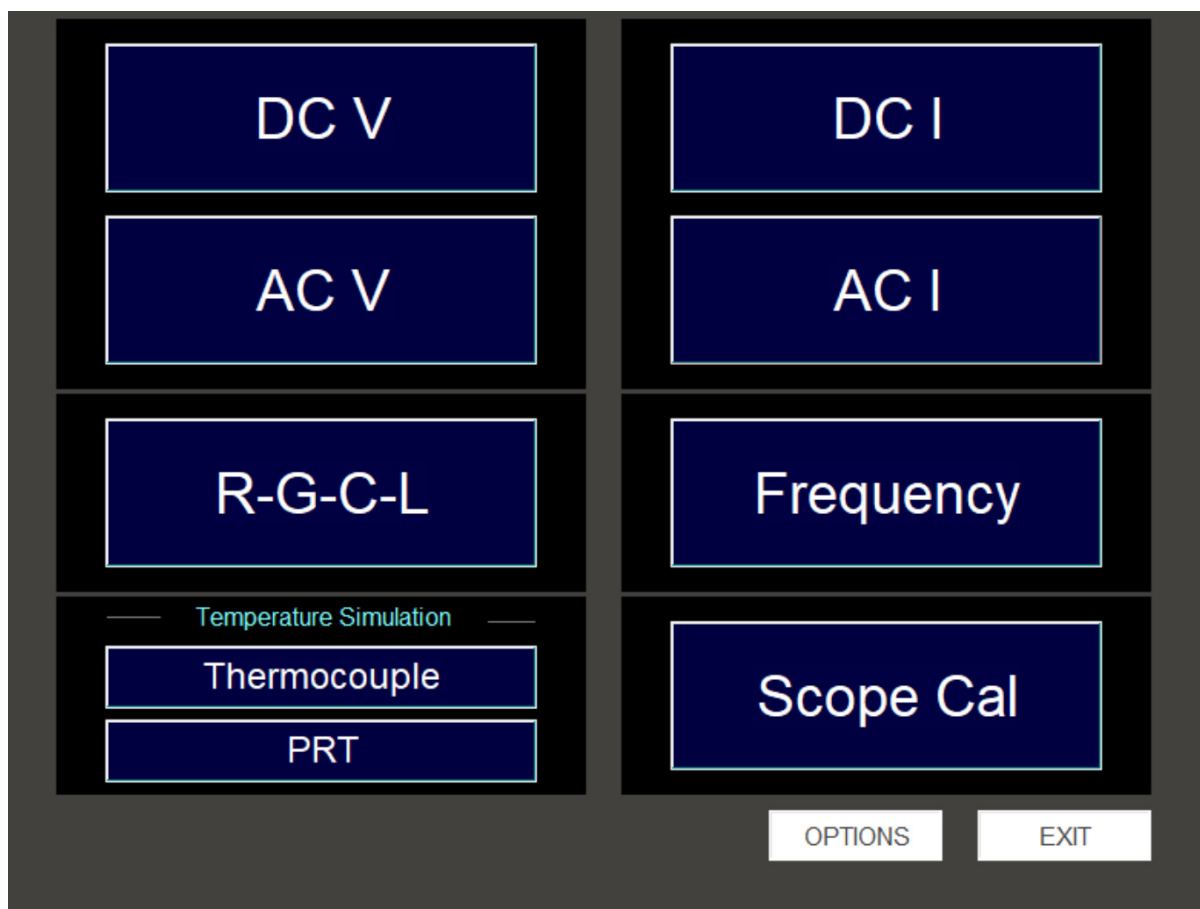 DC V
DC I
AC V
AC I
R-G-C-L
Frequency
Temperature Simulation
Thermocouple
PRT
Scope Cal
OPTIONS
EXIT